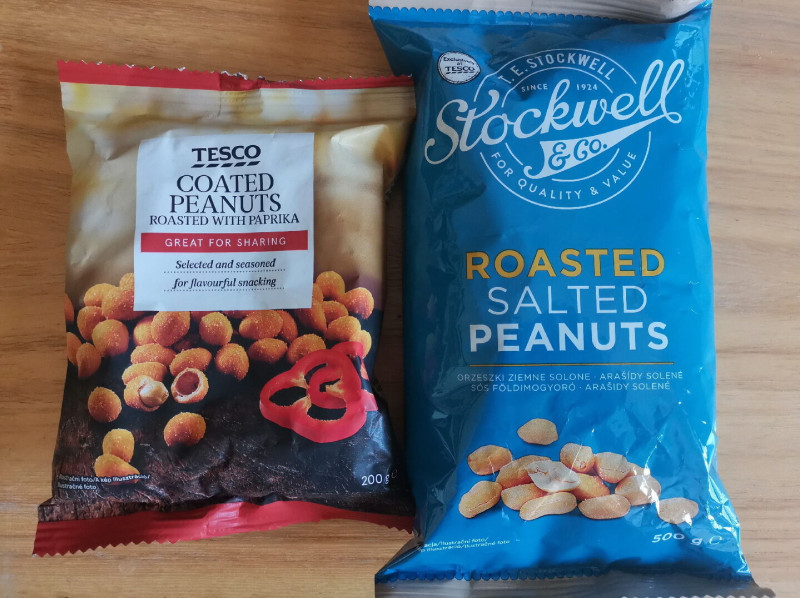 TESCO
COATED
PEANUTS
ROASTED WITH PAPRIKA
GREAT FOR SHARING
Selected and seasoned
for flavourful snacking
200 g
Exclusively
at TESCO
T.E. STOCKWELL
SINCE 1924
Stockwell
& Co.
FOR QUALITY & VALUE
ROASTED
SALTED
PEANUTS
ORZESZKI ZIEMNE SOLONE · ARAŠÍDY SOLENÉ
SÓS FÖLDIMOGYORÓ · ARAŠIDY SOLENÉ
500 g